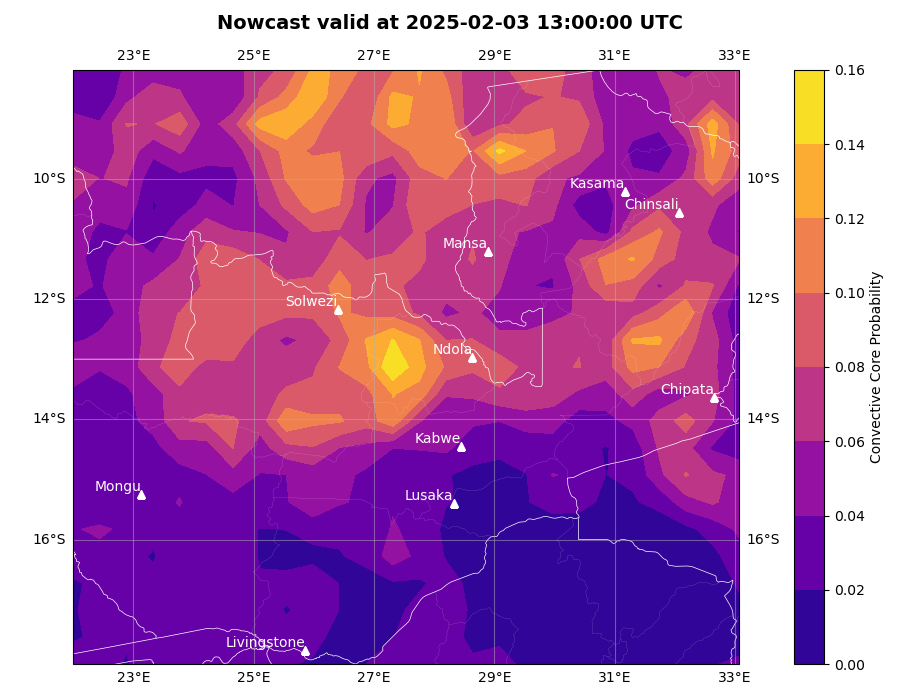 Nowcast valid at 2025-02-03 13:00:00 UTC
23°E 25°E 27°E 29°E 31°E 33°E
0.16
0.14
Kasama
10°S
Chinsali
0.12
Mansa
12°S
Solwezi
0.10
Ndola
Convective Core Probability
0.08
Chipata
14°S
Kabwe
0.06
Mongu
Lusaka
0.04
16°S
0.02
Livingstone
0.00
23°E 25°E 27°E 29°E 31°E 33°E